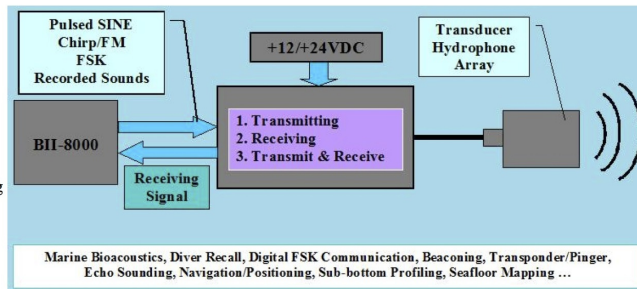 Pulsed SINE
Chirp/FM
FSK
Recorded Sounds
+12/+24VDC
Transducer
Hydrophone
Array
BII-8000
1. Transmitting
2. Receiving
3. Transmit & Receive
Receiving
Signal
g
Marine Bioacoustics, Diver Recall, Digital FSK Communication, Beaconing, Transponder/Pinger,
Echo Sounding, Navigation/Positioning, Sub-bottom Profiling, Seafloor Mapping ...